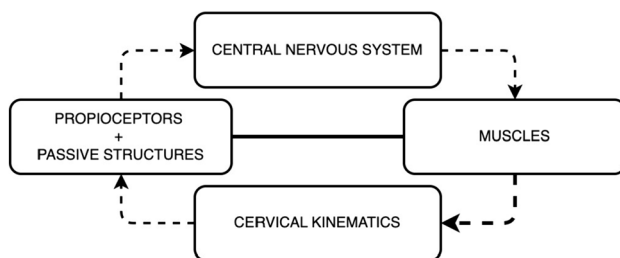 CENTRAL NERVOUS SYSTEM
PROPIOCEPTORS
+
PASSIVE STRUCTURES
MUSCLES
CERVICAL KINEMATICS